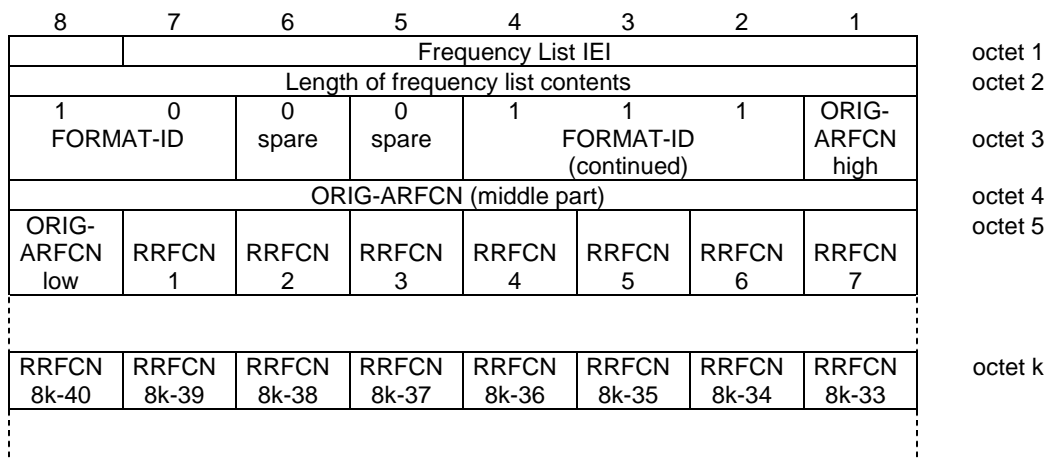 8 7 6 5 4 3 2 1
Frequency List IEI octet 1
Length of frequency list contents octet 2
1 0 0 0 1 1 1 ORIG-
FORMAT-ID spare spare FORMAT-ID ARFCN octet 3
(continued) high
ORIG-ARFCN (middle part) octet 4
ORIG- octet 5
ARFCN RRFCN RRFCN RRFCN RRFCN RRFCN RRFCN RRFCN
low 1 2 3 4 5 6 7
RRFCN RRFCN RRFCN RRFCN RRFCN RRFCN RRFCN RRFCN octet k
8k-40 8k-39 8k-38 8k-37 8k-36 8k-35 8k-34 8k-33